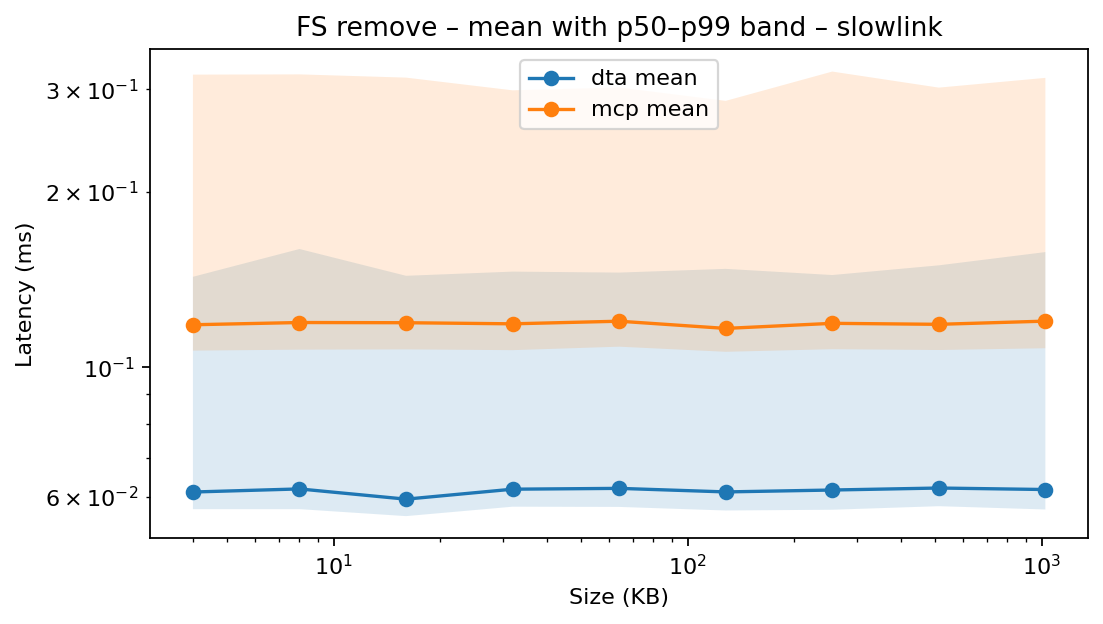 FS remove – mean with p50–p99 band – slowlink
dta mean
mcp mean
3 × 10⁻¹
2 × 10⁻¹
10⁻¹
6 × 10⁻²
Latency (ms)
10¹
10²
10³
Size (KB)